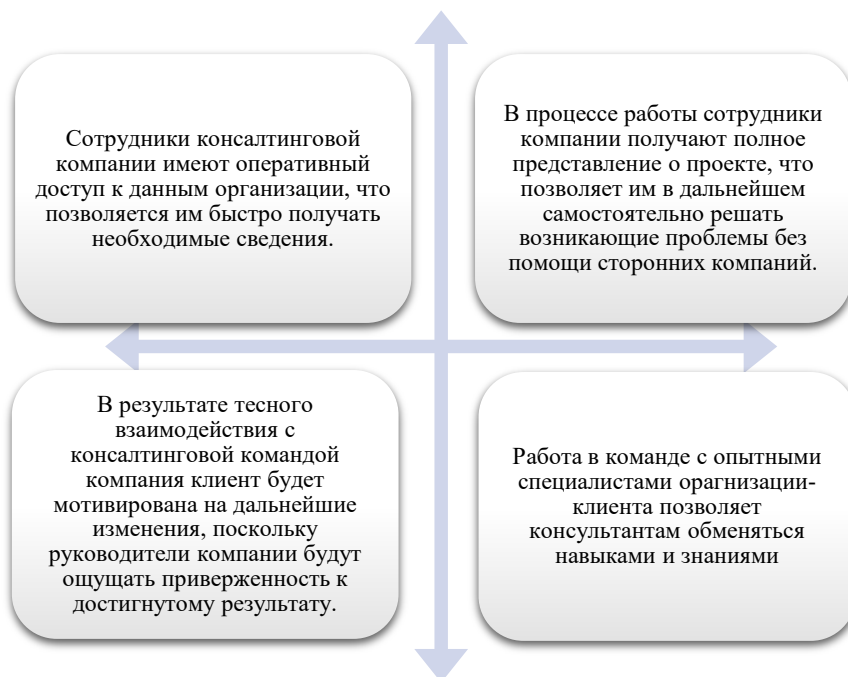 Сотрудники консалтинговой
компании имеют оперативный
доступ к данным организации, что
позволяется им быстро получать
необходимые сведения.
В процессе работы сотрудники
компании получают полное
представление о проекте, что
позволяет им в дальнейшем
самостоятельно решать
возникающие проблемы без
помощи сторонних компаний.
В результате тесного
взаимодействия с
консалтинговой командой
компания клиент будет
мотивирована на дальнейшие
изменения, поскольку
руководители компании будут
ощущать приверженность к
достигнутому результату.
Работа в команде с опытными
специалистами орагнизации-
клиента позволяет
консультантам обменяться
навыками и знаниями